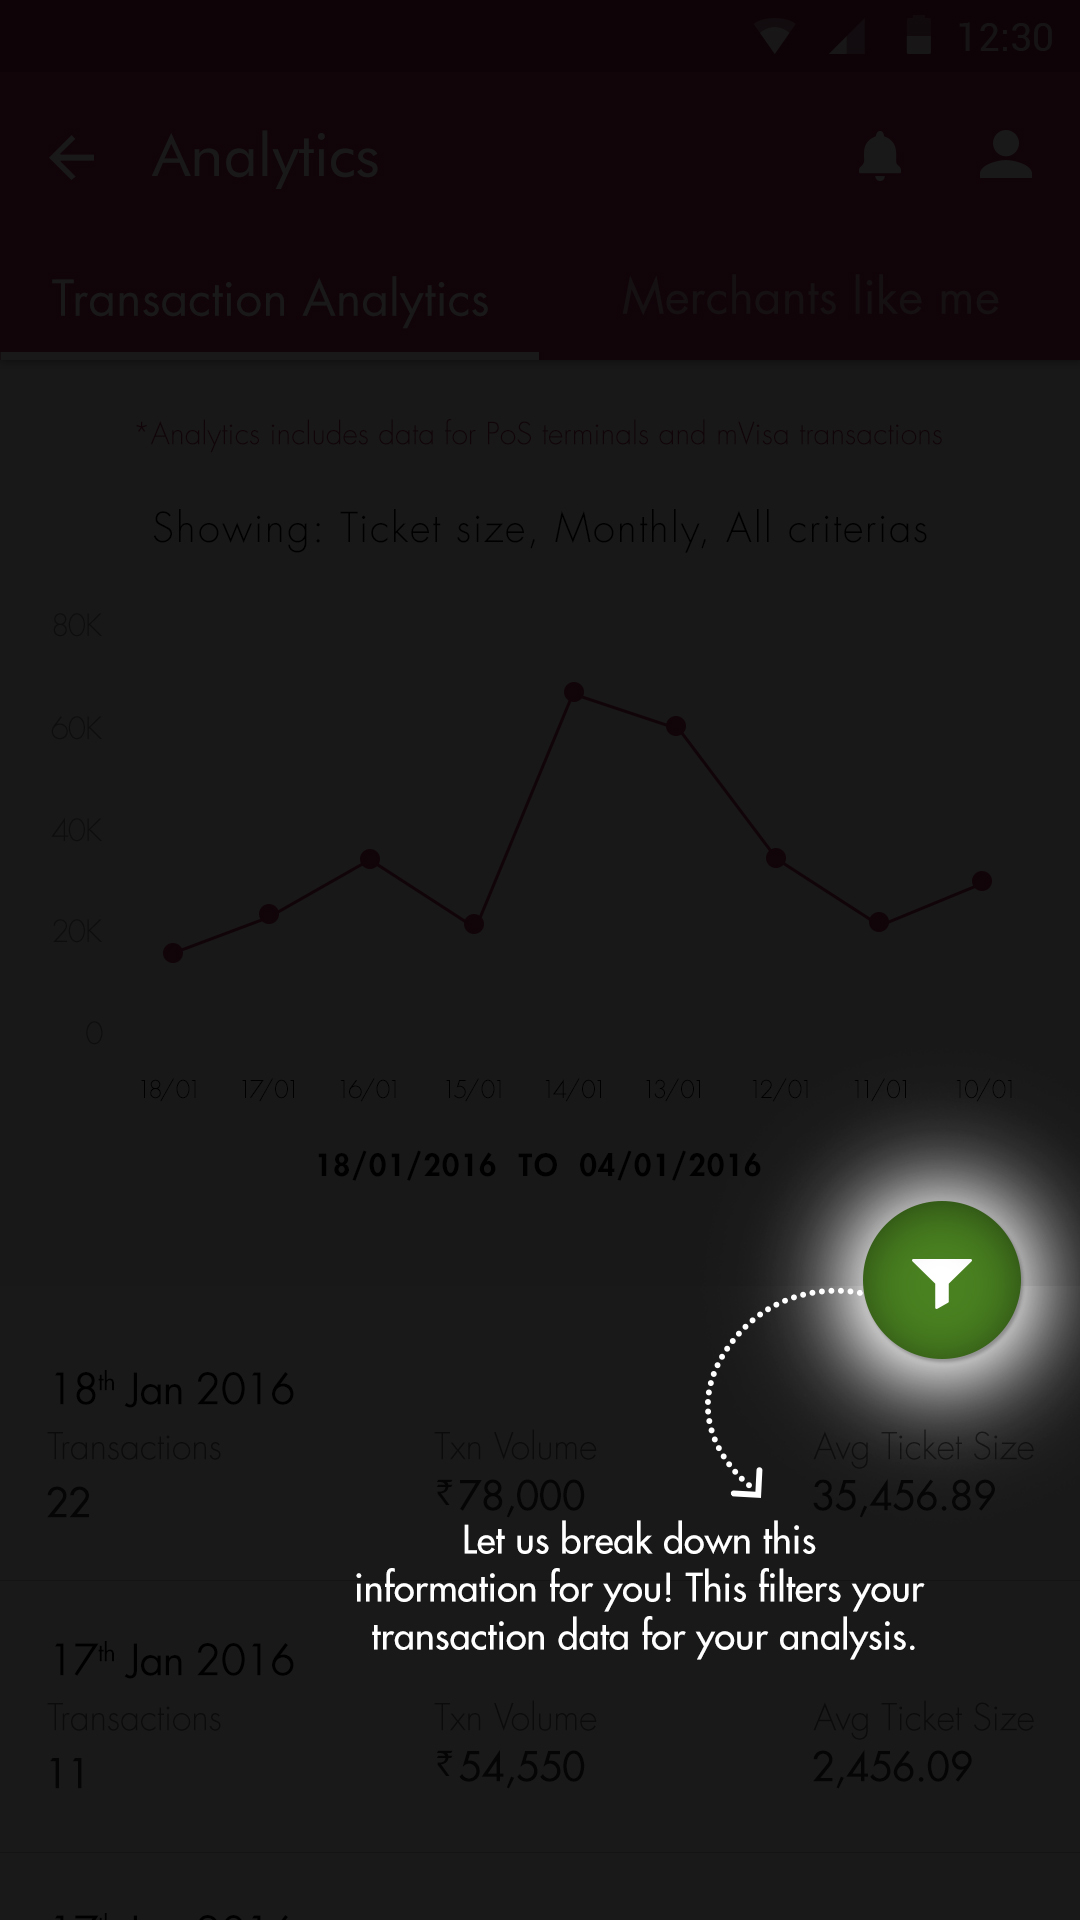 12:30
Analytics
Transaction Analytics Merchants like me
*Analytics includes data for PoS terminals and mVisa transactions
Showing: Ticket size, Monthly, All criterias
80K
60K
40K
20K
0
18/01 17/01 16/01 15/01 14/01 13/01 12/01 11/01 10/01
18/01/2016 TO 04/01/2016
18th Jan 2016
Transactions Txn Volume Avg Ticket Size
22 ₹78,000 35,456.89
Let us break down this
information for you! This filters your
transaction data for your analysis.
17th Jan 2016
Transactions Txn Volume Avg Ticket Size
11 ₹54,550 2,456.09
17th Jan 2016